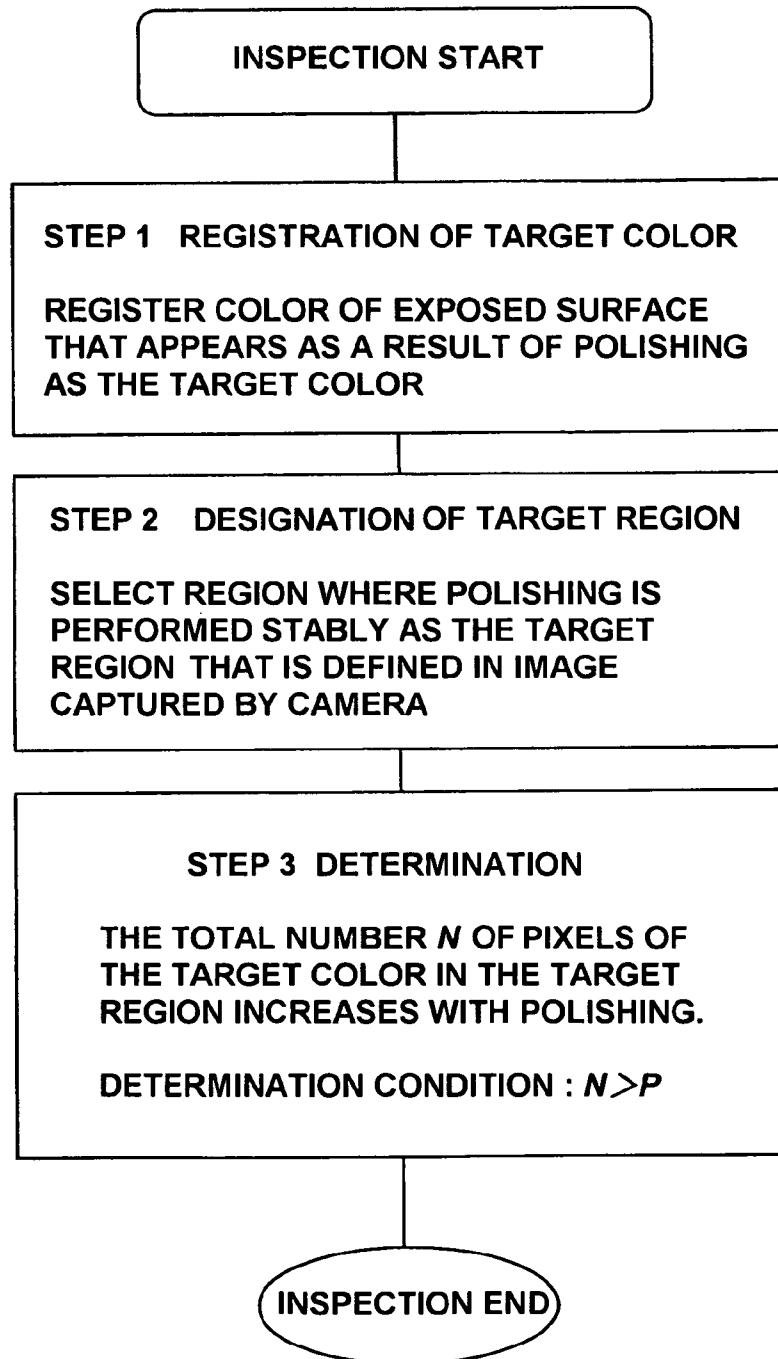 INSPECTION START
STEP 1 REGISTRATION OF TARGET COLOR
REGISTER COLOR OF EXPOSED SURFACE
THAT APPEARS AS A RESULT OF POLISHING
AS THE TARGET COLOR
STEP 2 DESIGNATION OF TARGET REGION
SELECT REGION WHERE POLISHING IS
PERFORMED STABLY AS THE TARGET
REGION THAT IS DEFINED IN IMAGE
CAPTURED BY CAMERA
STEP 3 DETERMINATION
THE TOTAL NUMBER N OF PIXELS OF
THE TARGET COLOR IN THE TARGET
REGION INCREASES WITH POLISHING.
DETERMINATION CONDITION : N>P
INSPECTION END